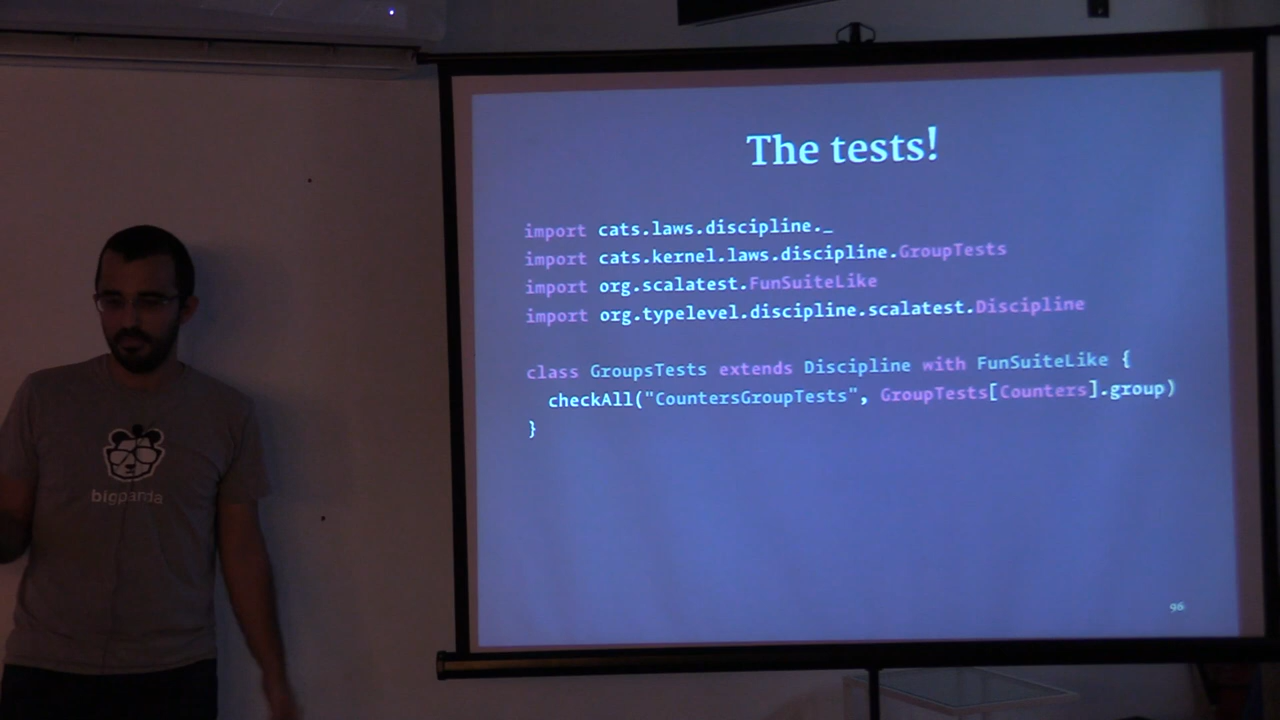 The tests!
import cats.laws.discipline._
import cats.kernel.laws.discipline.GroupTests
import org.scalatest.FunSuiteLike
import org.typelevel.discipline.scalatest.Discipline
class GroupsTests extends Discipline with FunSuiteLike {
checkAll("CountersGroupTests", GroupTests[Counters].group)
}
96
bigpanda